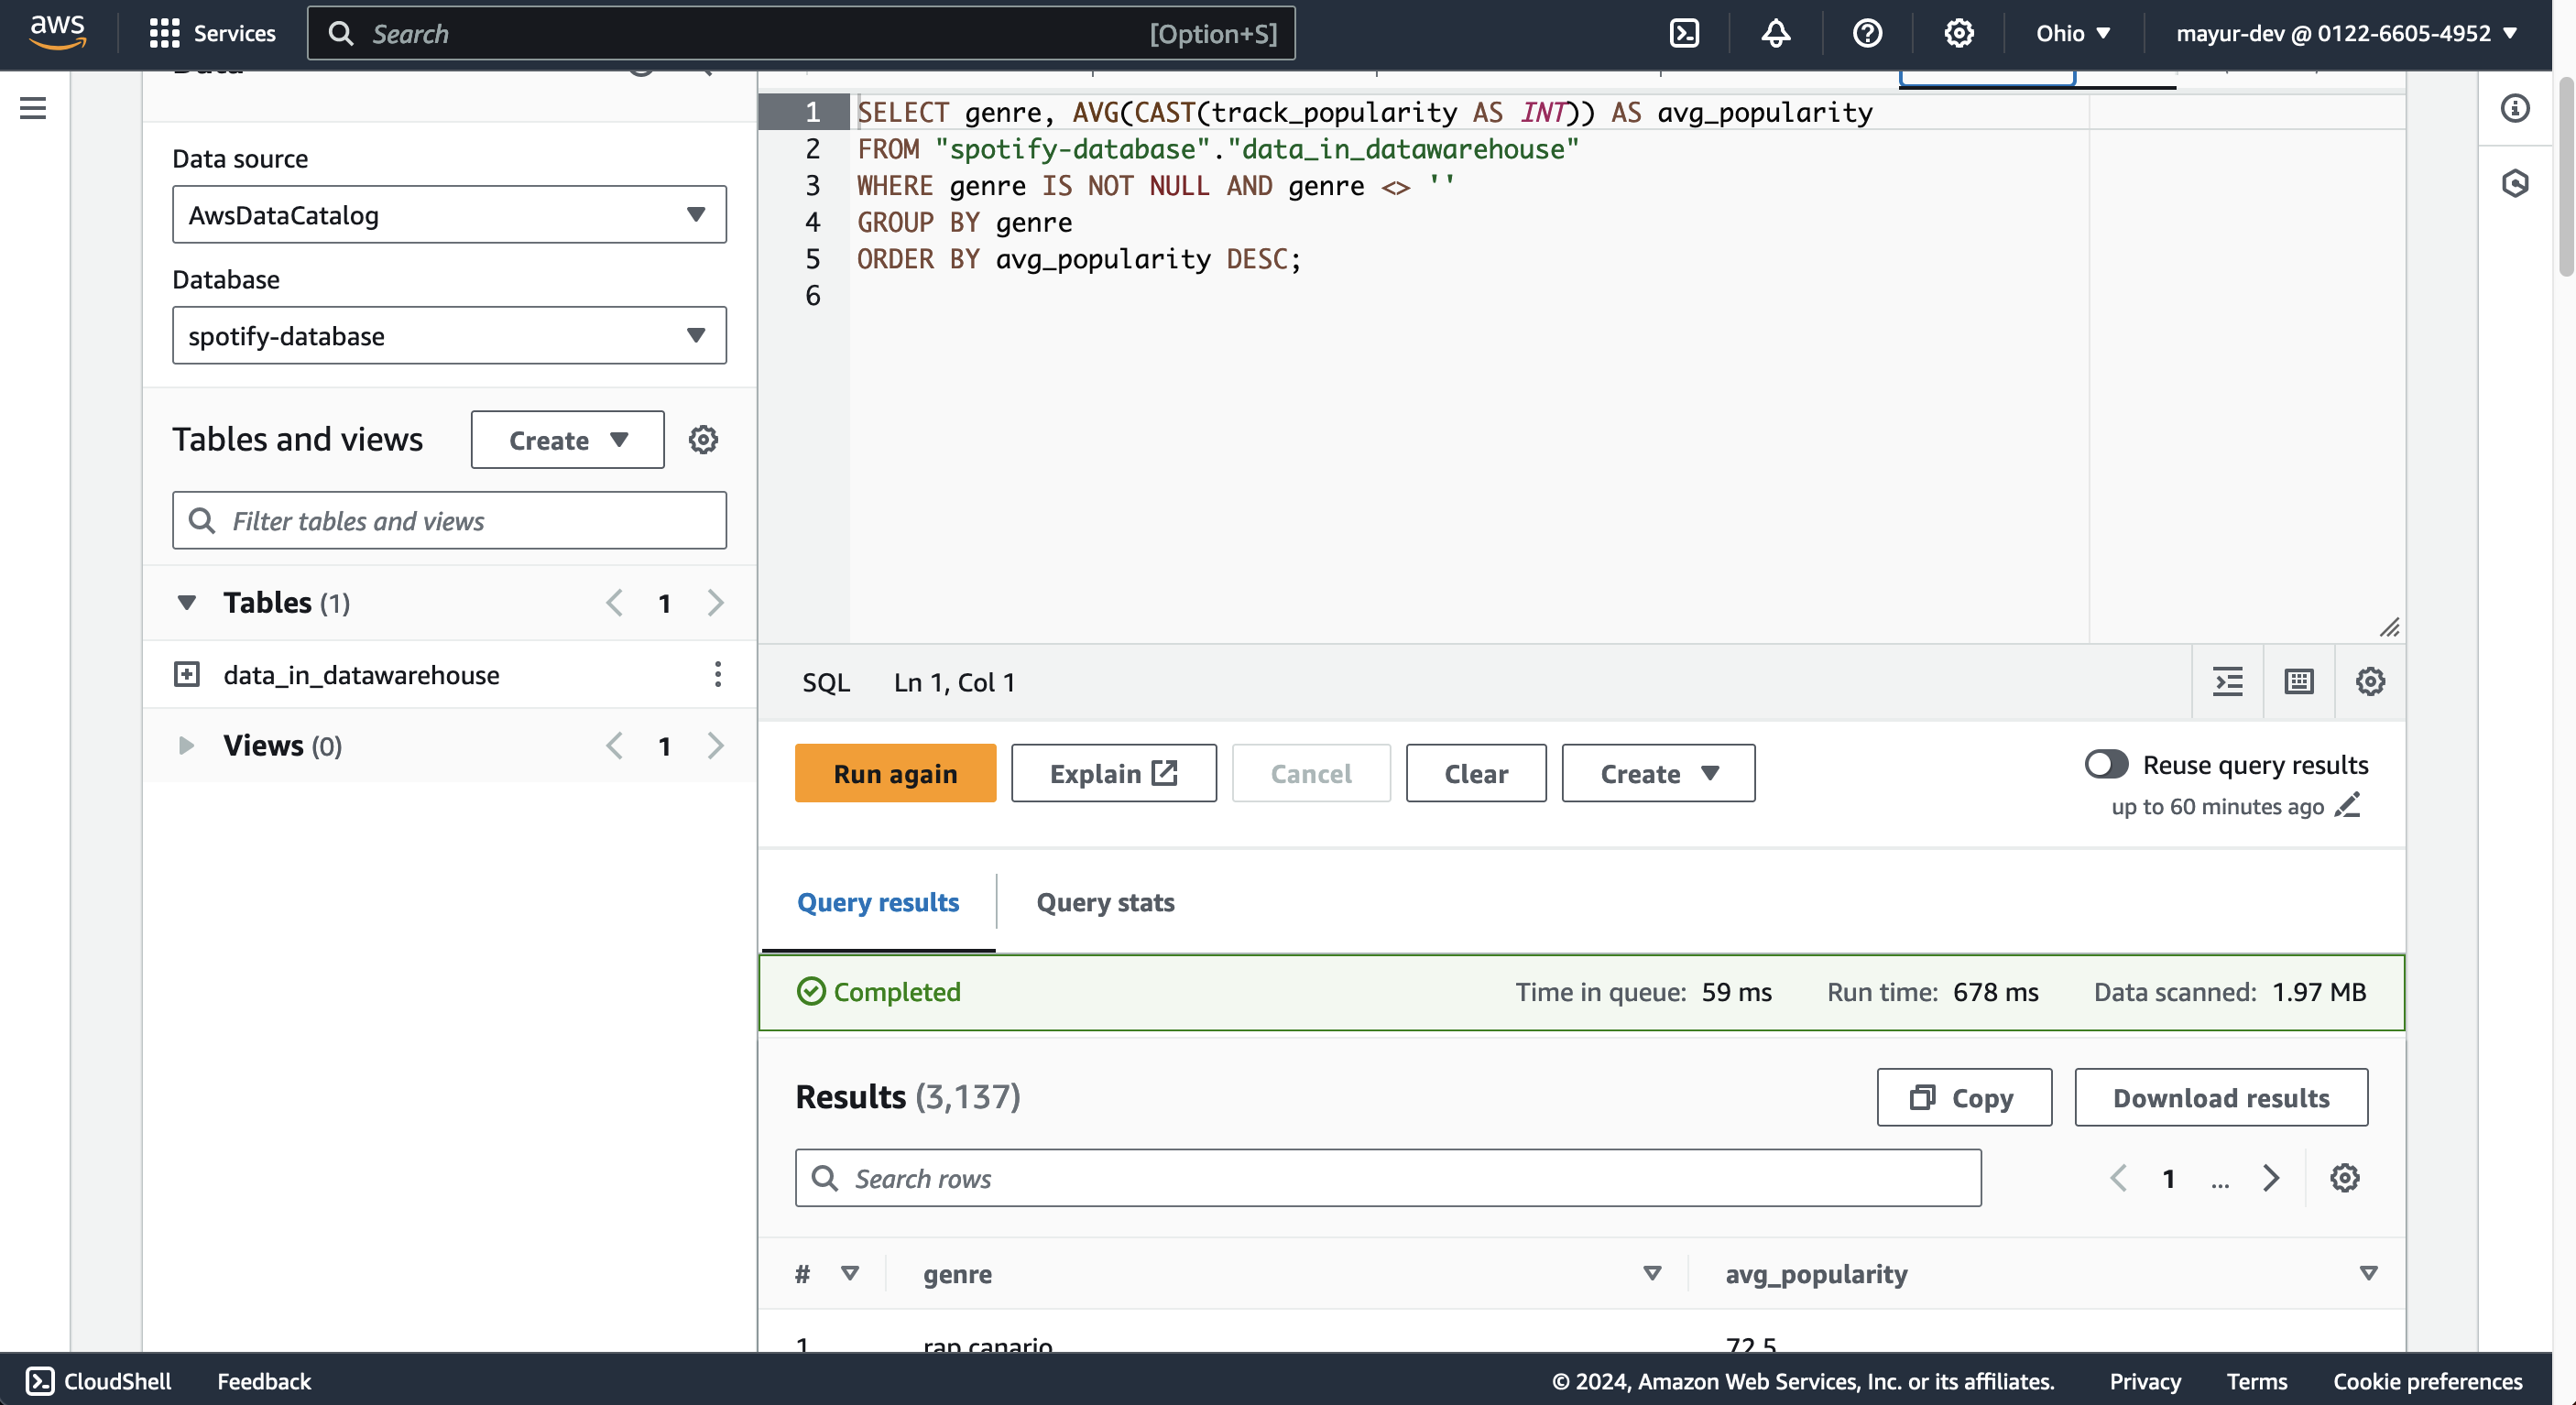 aws
Services
Search
[Option+S]
Ohio
mayur-dev @ 0122-6605-4952
Data
Data source
AwsDataCatalog
Database
spotify-database
Tables and views
Create
Filter tables and views
Tables (1)
1
data_in_datawarehouse
Views (0)
1
1 SELECT genre, AVG(CAST(track_popularity AS INT)) AS avg_popularity
2 FROM "spotify-database"."data_in_datawarehouse"
3 WHERE genre IS NOT NULL AND genre <> ''
4 GROUP BY genre
5 ORDER BY avg_popularity DESC;
6
SQL Ln 1, Col 1
Run again
Explain
Cancel
Clear
Create
Reuse query results
up to 60 minutes ago
Query results
Query stats
Completed
Time in queue: 59 ms
Run time: 678 ms
Data scanned: 1.97 MB
Results (3,137)
Copy
Download results
Search rows
1 ...
# genre avg_popularity
1 rap canario 72.5
CloudShell
Feedback
© 2024, Amazon Web Services, Inc. or its affiliates.
Privacy
Terms
Cookie preferences